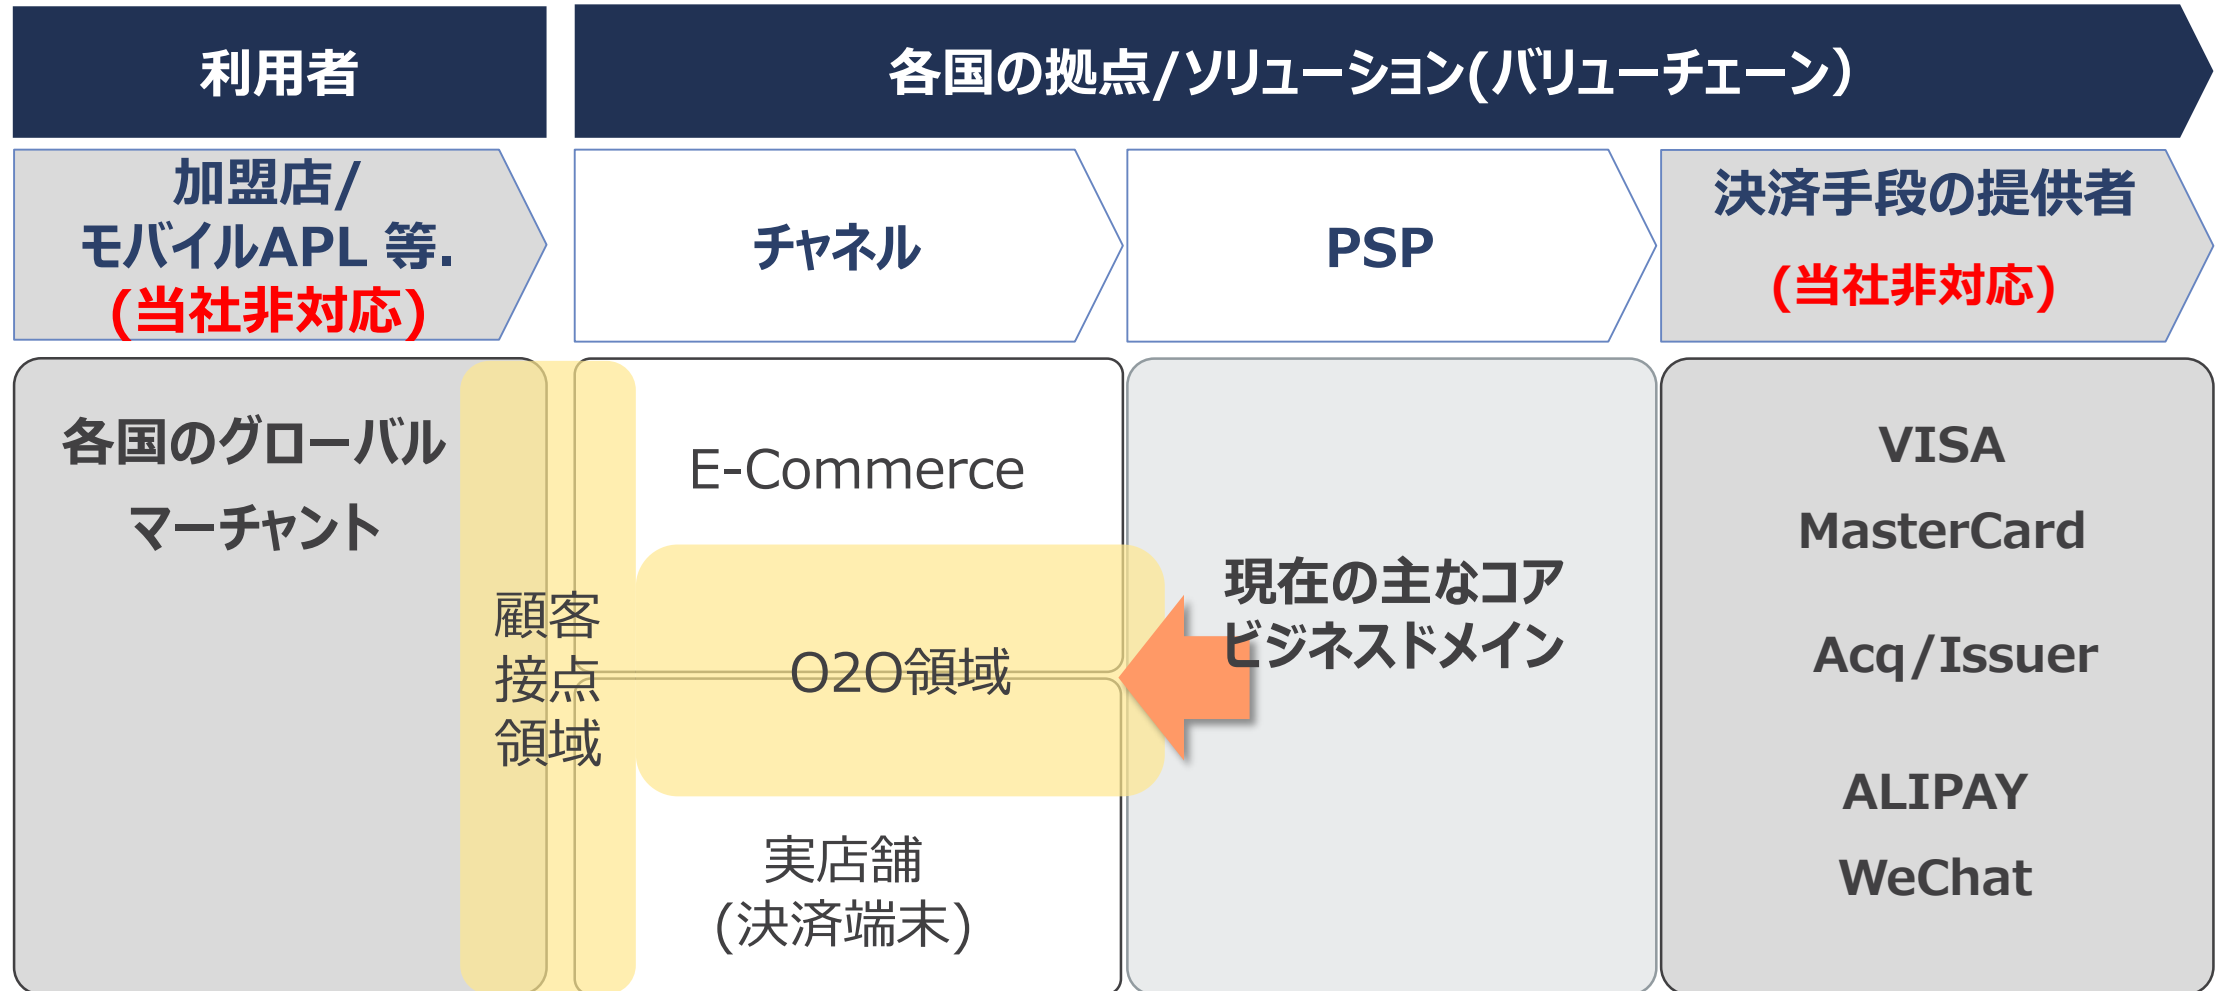 利用者
各国の拠点/ソリューション(バリューチェーン）
加盟店/
モバイルAPL 等.
(当社非対応)
チャネル
PSP
決済手段の提供者
(当社非対応)
各国のグローバル
マーチャント
顧客
接点
領域
E-Commerce
O2O領域
実店舗
(決済端末)
現在の主なコア
ビジネスドメイン
VISA
MasterCard
Acq/Issuer
ALIPAY
WeChat